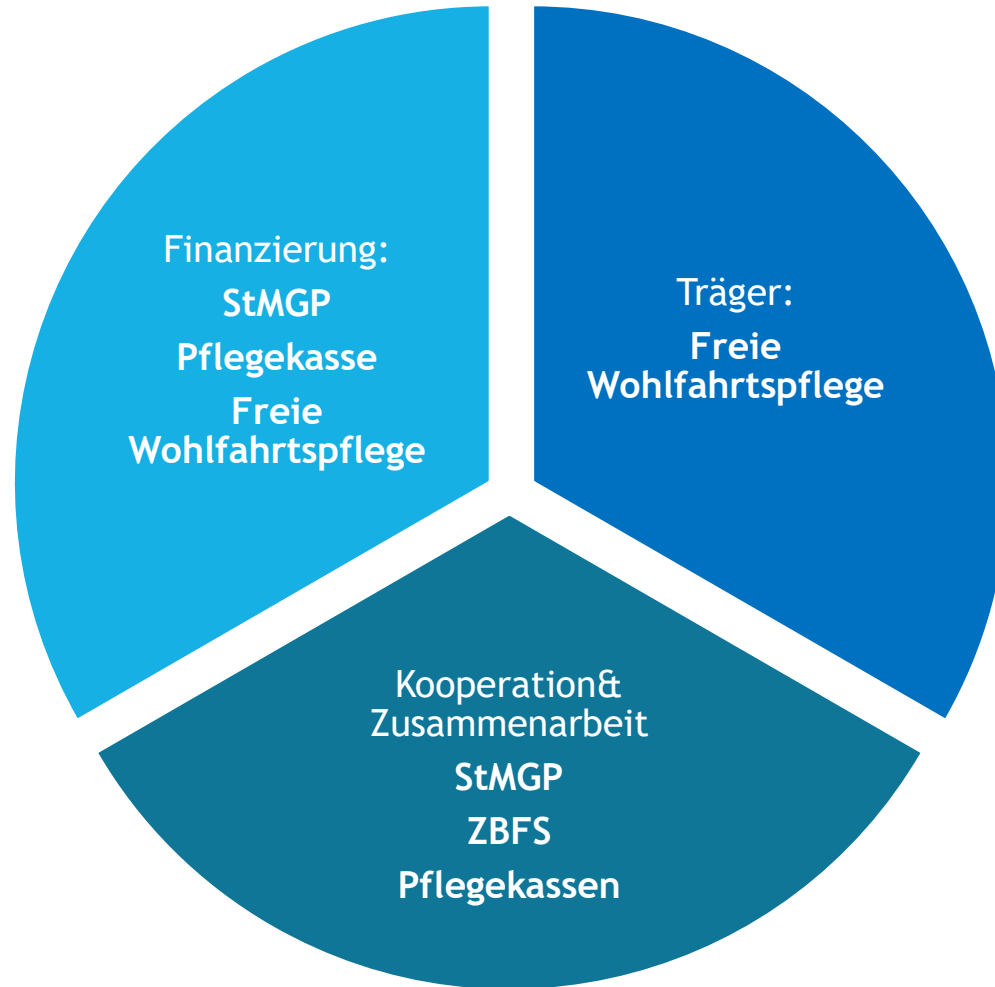 Finanzierung:
StMGP
Pflegekasse
Freie
Wohlfahrtspflege
Träger:
Freie
Wohlfahrtspflege
Kooperation&
Zusammenarbeit
StMGP
ZBFS
Pflegekassen